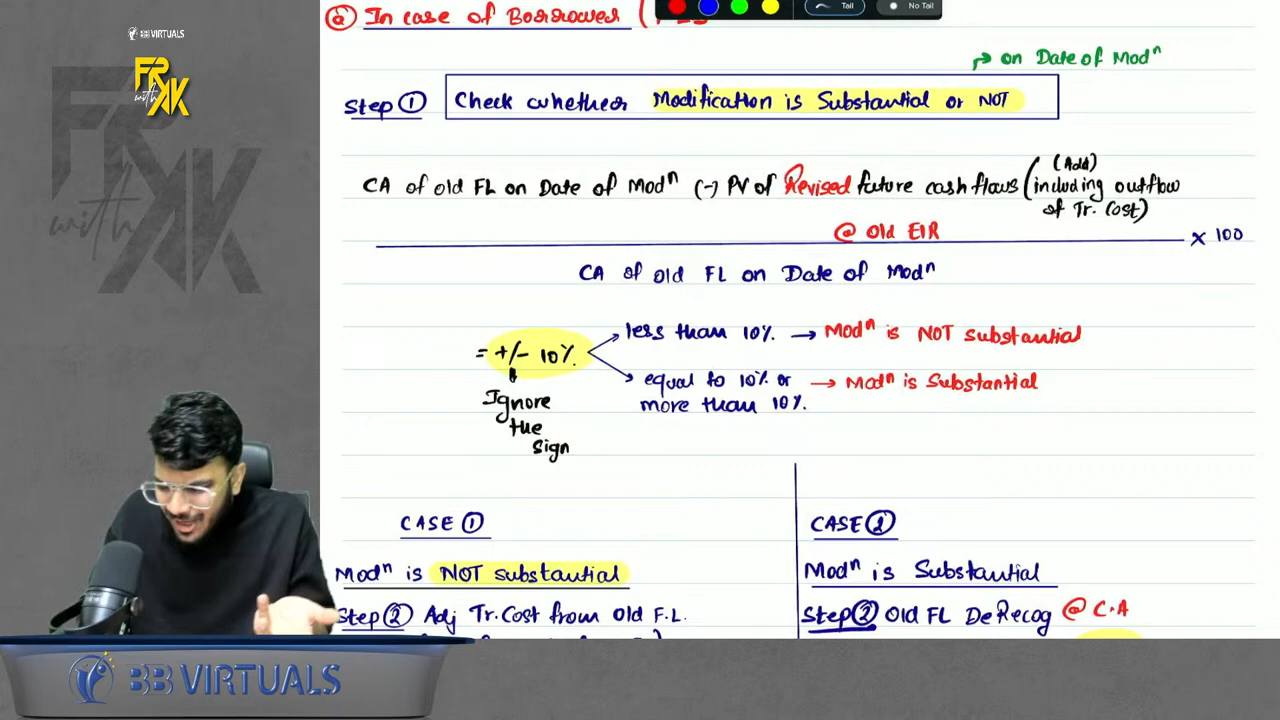 Tail
No Tail
BB VIRTUALS
FR
with
AK
FR
with
AK
(a) In case of Borrower (
→ on Date of Modⁿ
Step ① Check whether Modification is Substantial or NOT
CA of old FL on Date of Modⁿ (-) PV of Revised future cash flows (including outflow of Tr. Cost)
(Add)
@ Old EIR
× 100
CA of old FL on Date of Modⁿ
= +/- 10%.
less than 10%. → Modⁿ is NOT substantial
equal to 10% or more than 10%. → Modⁿ is Substantial
Ignore
the
Sign
CASE ①
Modⁿ is NOT substantial
Step ② Adj Tr. Cost from Old F.L.
CASE ②
Modⁿ is Substantial
Step ② Old FL DeRecog @ C.A
BB VIRTUALS